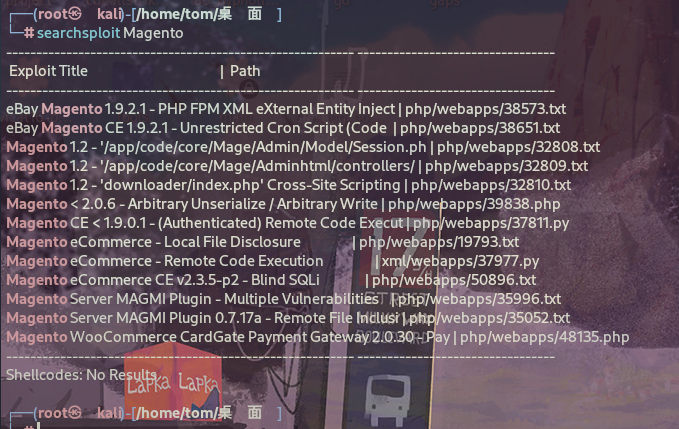 ┌──(root㉿ kali)-[/home/tom/桌 面 ]
└─# searchsploit Magento
Exploit Title | Path
eBay Magento 1.9.2.1 - PHP FPM XML eXternal Entity Inject | php/webapps/38573.txt
eBay Magento CE 1.9.2.1 - Unrestricted Cron Script (Code | php/webapps/38651.txt
Magento 1.2 - '/app/code/core/Mage/Admin/Model/Session.ph | php/webapps/32808.txt
Magento 1.2 - '/app/code/core/Mage/Adminhtml/controllers/ | php/webapps/32809.txt
Magento 1.2 - 'downloader/index.php' Cross-Site Scripting | php/webapps/32810.txt
Magento < 2.0.6 - Arbitrary Unserialize / Arbitrary Write | php/webapps/39838.php
Magento CE < 1.9.0.1 - (Authenticated) Remote Code Execut | php/webapps/37811.py
Magento eCommerce - Local File Disclosure | php/webapps/19793.txt
Magento eCommerce - Remote Code Execution | xml/webapps/37977.py
Magento eCommerce CE v2.3.5-p2 - Blind SQLi | php/webapps/50896.txt
Magento Server MAGMI Plugin - Multiple Vulnerabilities | php/webapps/35996.txt
Magento Server MAGMI Plugin 0.7.17a - Remote File Inclusi | php/webapps/35052.txt
Magento WooCommerce CardGate Payment Gateway 2.0.30 - Pay | php/webapps/48135.php
Shellcodes: No Results
┌──(root㉿ kali)-[/home/tom/桌 面 ]
└─#
17
LAPKA LAPKA